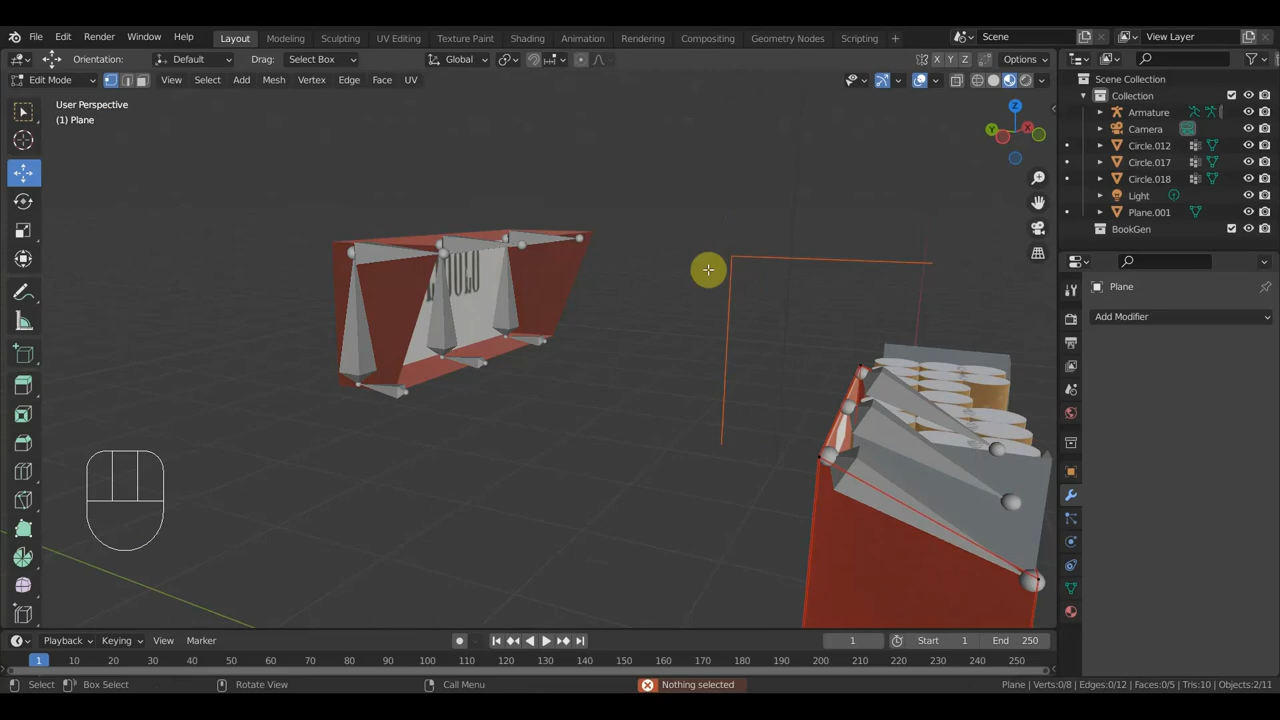 File Edit Render Window Help Layout Modeling Sculpting UV Editing Texture Paint Shading Animation Rendering Compositing Geometry Nodes Scripting + Scene View Layer
Orientation: Default Drag: Select Box Global X Y Z Options
Edit Mode View Select Add Mesh Vertex Edge Face UV
User Perspective
(1) Plane
Scene Collection
Collection
Armature
Camera
Circle.012
Circle.017
Circle.018
Light
Plane.001
BookGen
Plane
Add Modifier
Z
Y
X
Playback Keying View Marker 1 Start 1 End 250
1 10 20 30 40 50 60 70 80 90 100 110 120 130 140 150 160 170 180 190 200 210 220 230 240 250
Select Box Select Rotate View Call Menu Nothing selected Plane | Verts:0/8 | Edges:0/12 | Faces:0/5 | Tris:10 | Objects:2/11